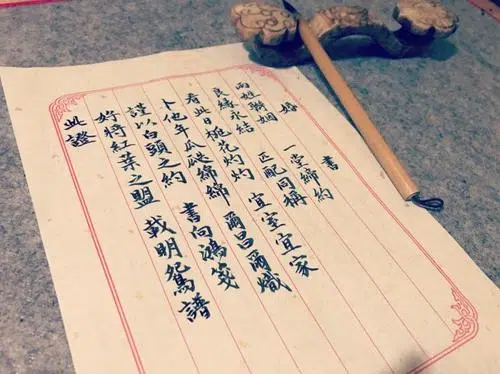 婚書
兩姓聯姻 一堂締約
良緣永結 匹配同稱
看此日桃花灼灼 宜室宜家
卜他年瓜瓞綿綿 爾昌爾熾
謹以白頭之約 書向鴻箋
好將紅葉之盟 載明鴛譜
此證